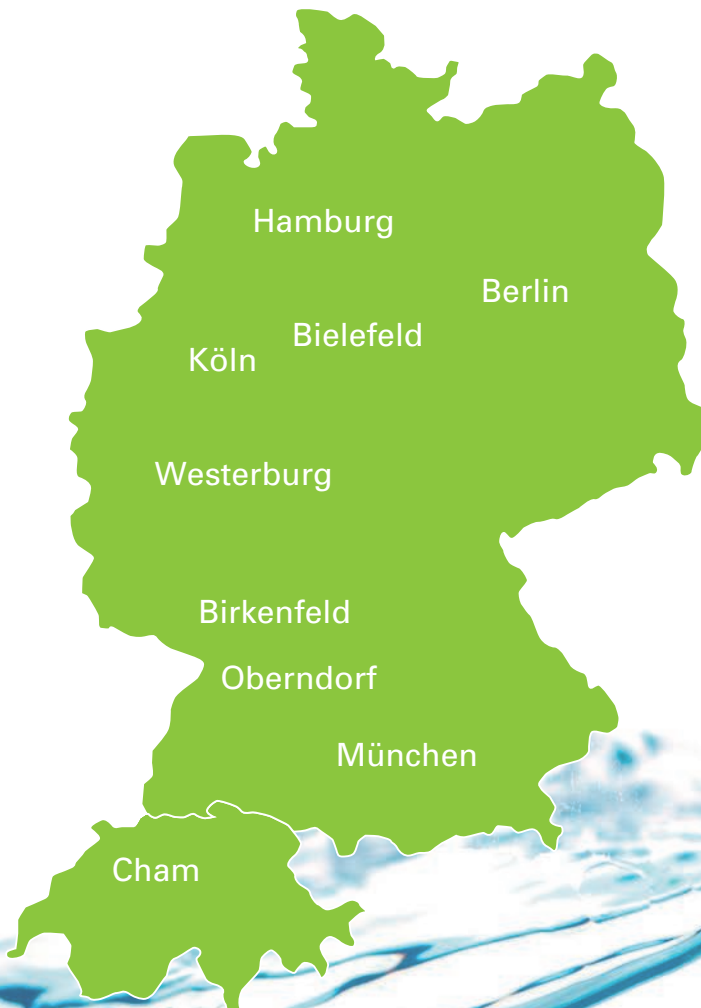 Hamburg
Berlin
Bielefeld
Köln
Westerburg
Birkenfeld
Oberndorf
München
Cham